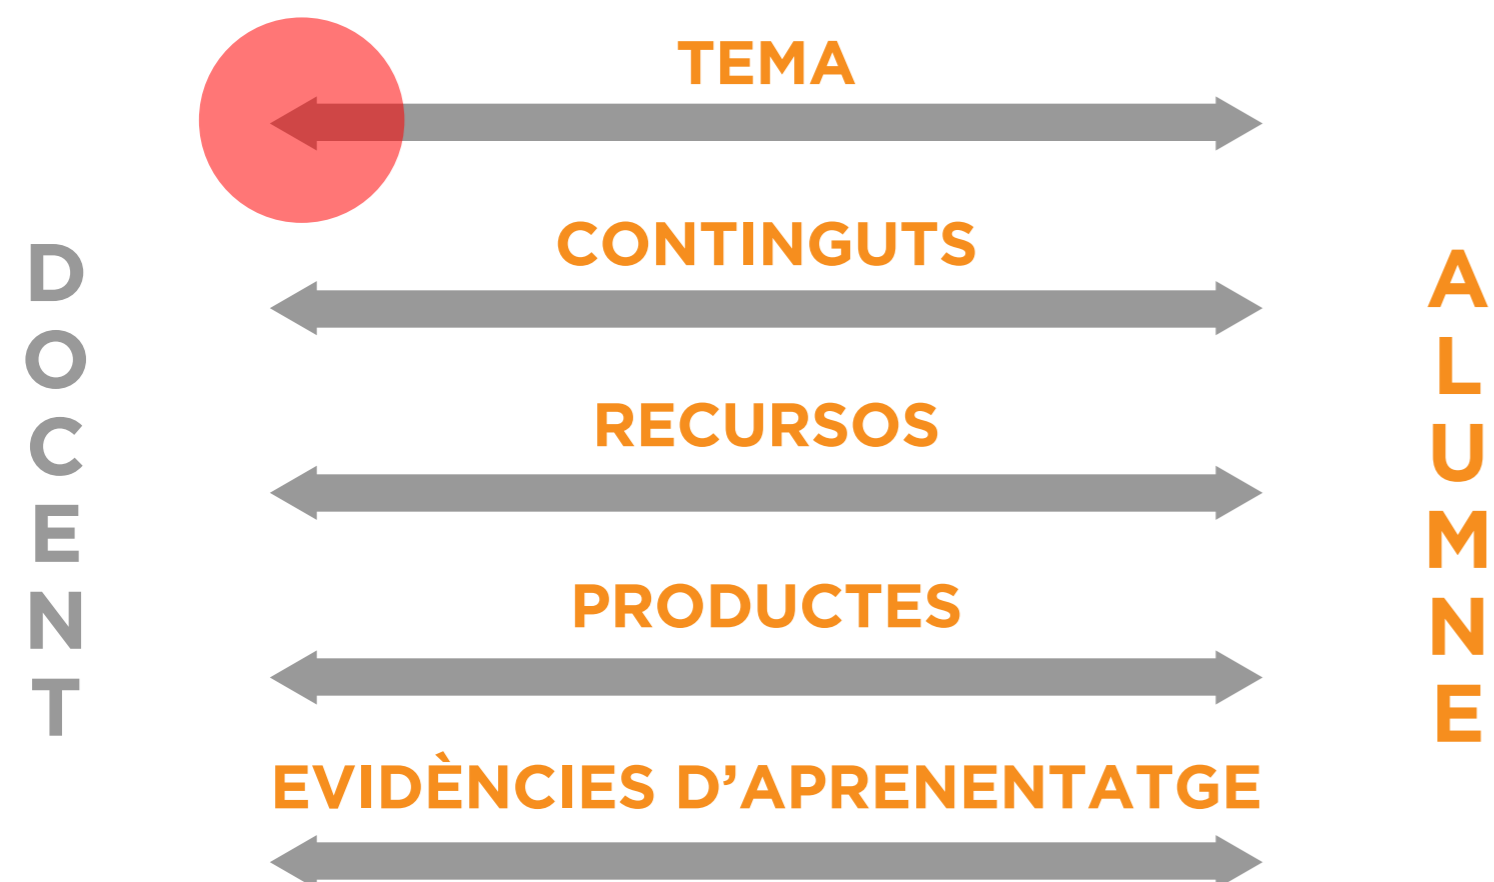 DOCENT
TEMA
CONTINGUTS
RECURSOS
PRODUCTES
EVIDÈNCIES D’APRENENTATGE
ALUMNE